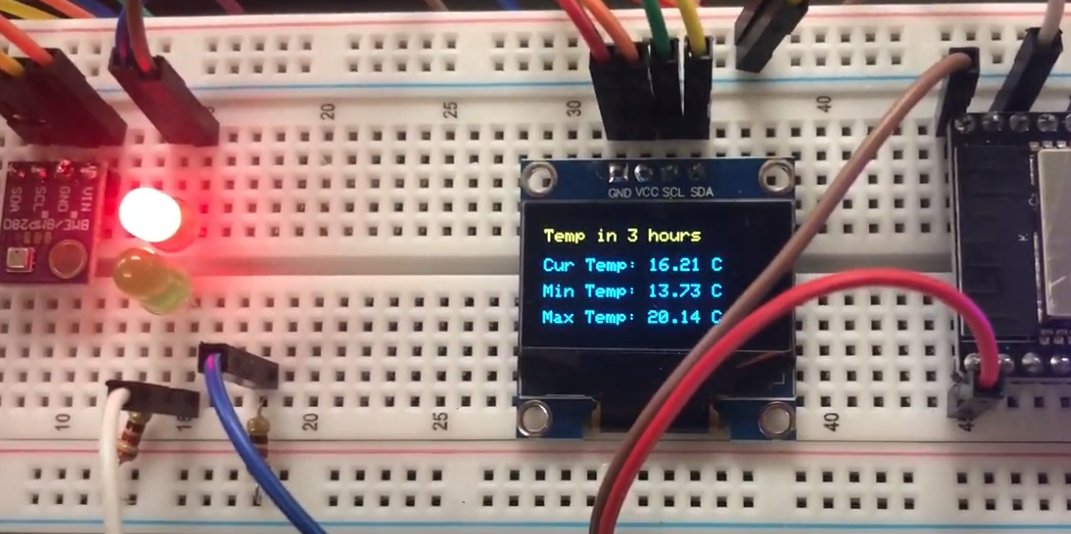 20
25
30
40
GND VCC SCL SDA
VIN
GND
SCL
SDA
BME/BMP280
Temp in 3 hours
Cur Temp: 16.21 C
Min Temp: 13.73 C
Max Temp: 20.14 C
10
15
20
25
40
45